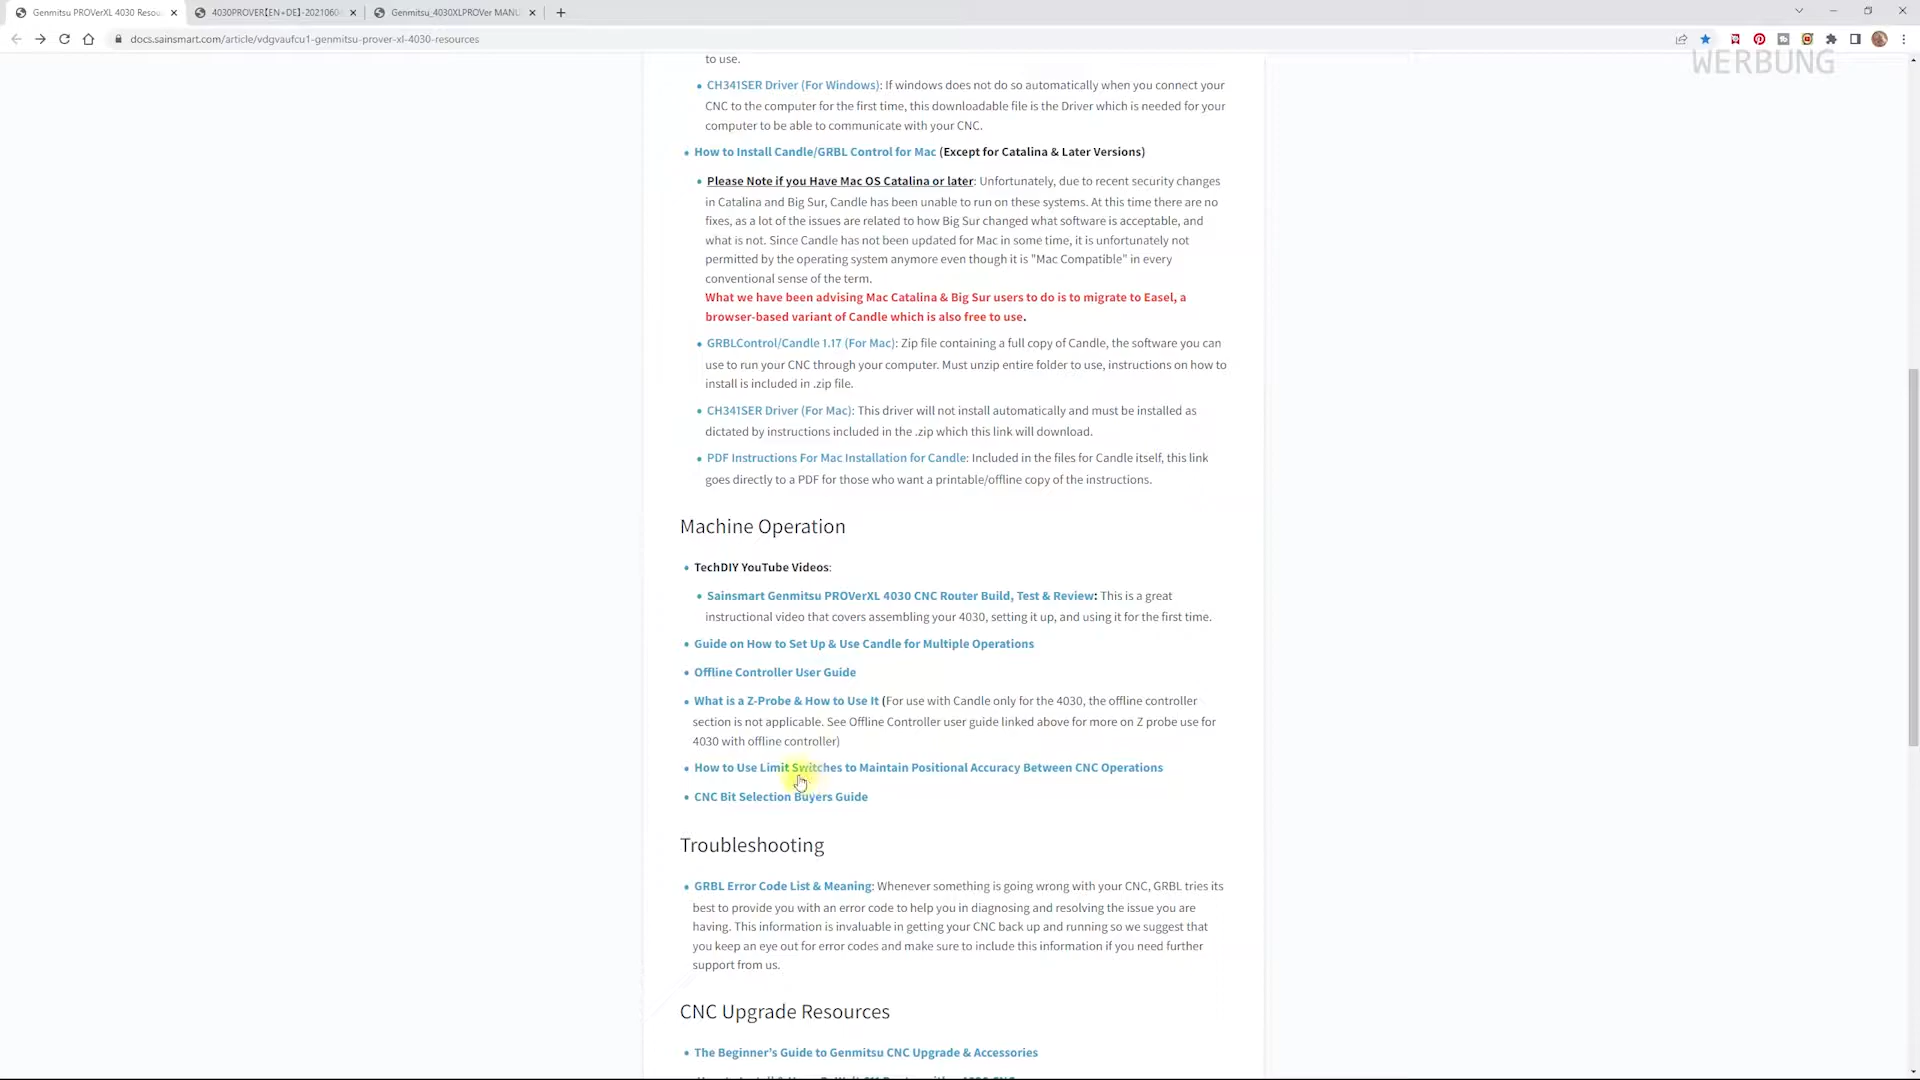 Genmitsu PROVerXL 4030 Resou
4030PROVER[EN+DE]-2021060
Genmitsu_4030XLPROVer MANU
docs.sainsmart.com/article/vdgvaufcu1-genmitsu-prover-xl-4030-resources
WERBUNG
to use.
• CH341SER Driver (For Windows): If windows does not do so automatically when you connect your
CNC to the computer for the first time, this downloadable file is the Driver which is needed for your
computer to be able to communicate with your CNC.
• How to Install Candle/GRBL Control for Mac (Except for Catalina & Later Versions)
• Please Note if you Have Mac OS Catalina or later: Unfortunately, due to recent security changes
in Catalina and Big Sur, Candle has been unable to run on these systems. At this time there are no
fixes, as a lot of the issues are related to how Big Sur changed what software is acceptable, and
what is not. Since Candle has not been updated for Mac in some time, it is unfortunately not
permitted by the operating system anymore even though it is "Mac Compatible" in every
conventional sense of the term.
What we have been advising Mac Catalina & Big Sur users to do is to migrate to Easel, a
browser-based variant of Candle which is also free to use.
• GRBLControl/Candle 1.17 (For Mac): Zip file containing a full copy of Candle, the software you can
use to run your CNC through your computer. Must unzip entire folder to use, instructions on how to
install is included in .zip file.
• CH341SER Driver (For Mac): This driver will not install automatically and must be installed as
dictated by instructions included in the .zip which this link will download.
• PDF Instructions For Mac Installation for Candle: Included in the files for Candle itself, this link
goes directly to a PDF for those who want a printable/offline copy of the instructions.
Machine Operation
• TechDIY YouTube Videos:
• Sainsmart Genmitsu PROVerXL 4030 CNC Router Build, Test & Review: This is a great
instructional video that covers assembling your 4030, setting it up, and using it for the first time.
• Guide on How to Set Up & Use Candle for Multiple Operations
• Offline Controller User Guide
• What is a Z-Probe & How to Use It (For use with Candle only for the 4030, the offline controller
section is not applicable. See Offline Controller user guide linked above for more on Z probe use for
4030 with offline controller)
• How to Use Limit Switches to Maintain Positional Accuracy Between CNC Operations
• CNC Bit Selection Buyers Guide
Troubleshooting
• GRBL Error Code List & Meaning: Whenever something is going wrong with your CNC, GRBL tries its
best to provide you with an error code to help you in diagnosing and resolving the issue you are
having. This information is invaluable in getting your CNC back up and running so we suggest that
you keep an eye out for error codes and make sure to include this information if you need further
support from us.
CNC Upgrade Resources
• The Beginner's Guide to Genmitsu CNC Upgrade & Accessories